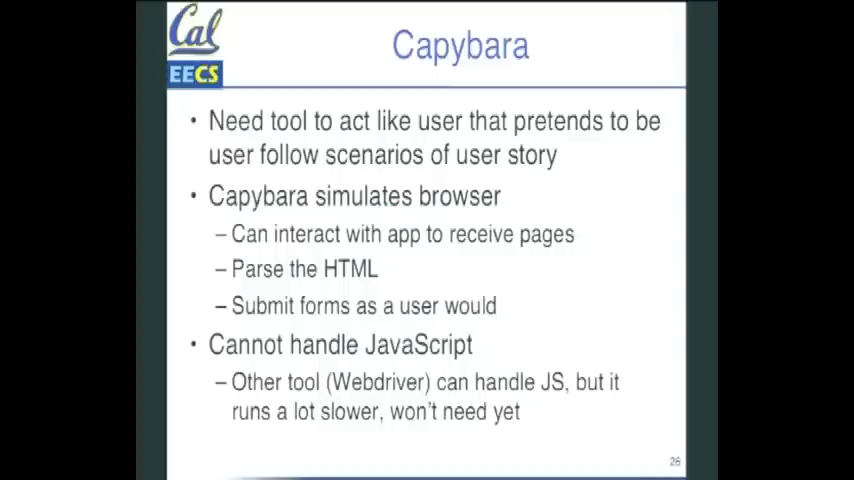 Cal
EECS
Capybara
• Need tool to act like user that pretends to be
user follow scenarios of user story
• Capybara simulates browser
– Can interact with app to receive pages
– Parse the HTML
– Submit forms as a user would
• Cannot handle JavaScript
– Other tool (Webdriver) can handle JS, but it
runs a lot slower, won't need yet
26